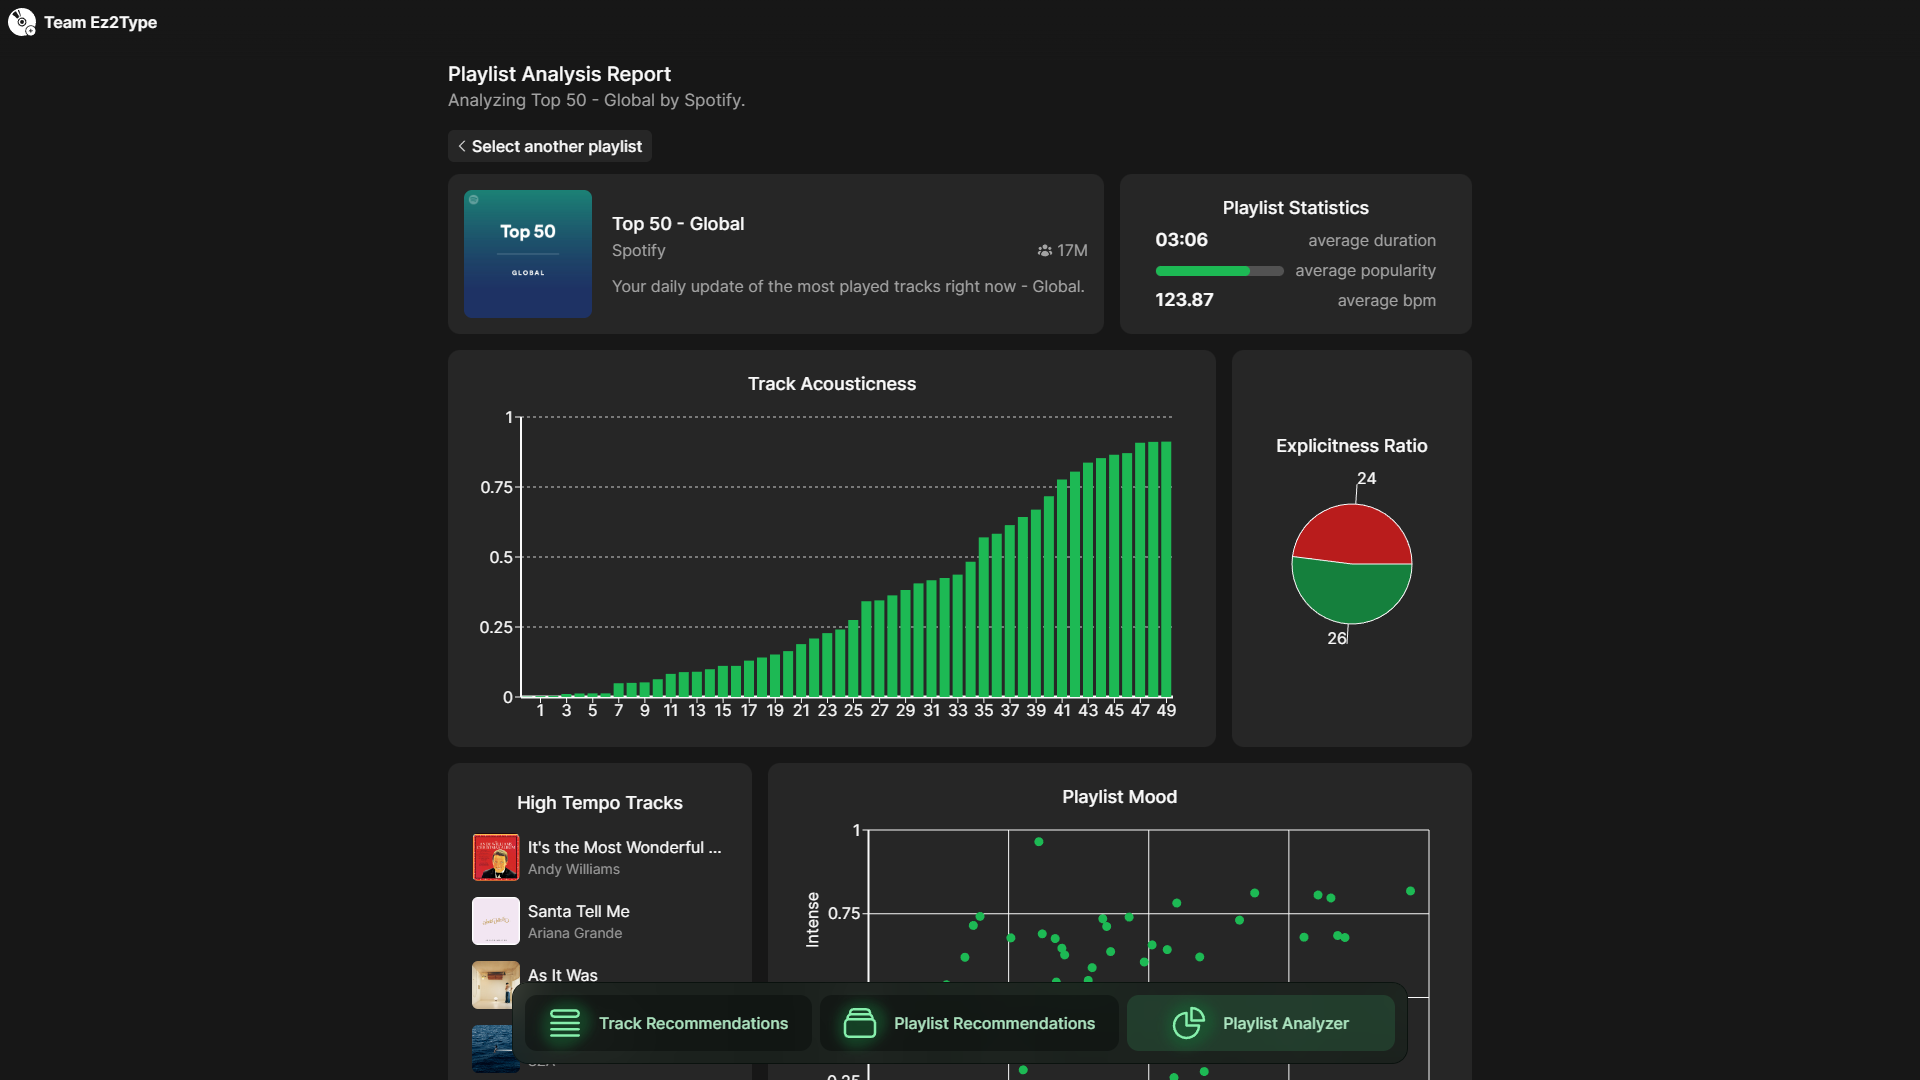 Team Ez2Type
Playlist Analysis Report
Analyzing Top 50 - Global by Spotify.
Select another playlist
Top 50
GLOBAL
Top 50 - Global
Spotify
17M
Your daily update of the most played tracks right now - Global.
Playlist Statistics
03:06 average duration
average popularity
123.87 average bpm
Track Acousticness
1
0.75
0.5
0.25
0
1 3 5 7 9 11 13 15 17 19 21 23 25 27 29 31 33 35 37 39 41 43 45 47 49
Explicitness Ratio
24
26
High Tempo Tracks
It's the Most Wonderful ...
Andy Williams
Santa Tell Me
Ariana Grande
As It Was
Playlist Mood
1
0.75
Intense
0.25
Track Recommendations
Playlist Recommendations
Playlist Analyzer